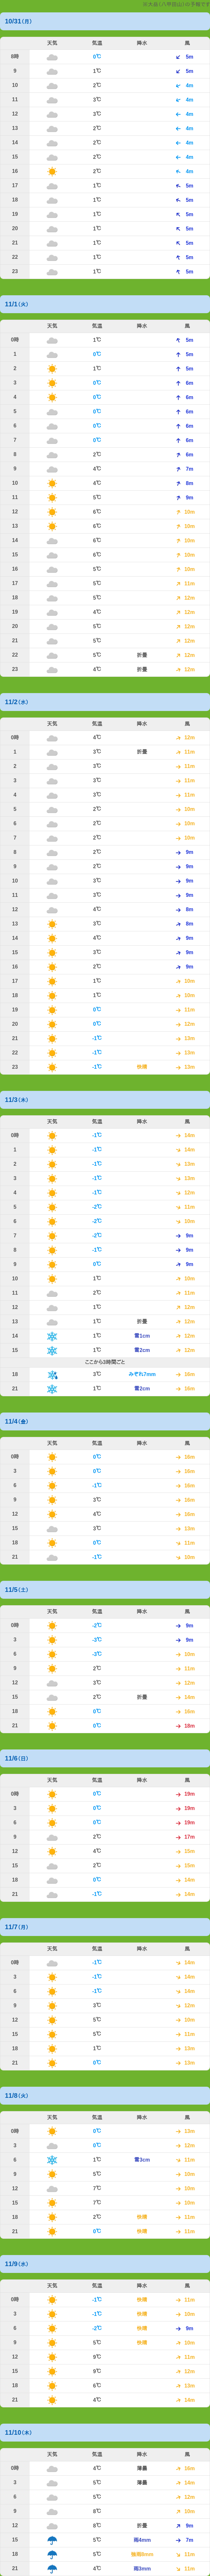 10/31(月)
天気 気温 降水 風
8時 0℃ 5m
9 1℃ 5m
10 2℃ 4m
11 3℃ 4m
12 3℃ 4m
13 2℃ 4m
14 2℃ 4m
15 2℃ 4m
16 2℃ 4m
17 1℃ 5m
18 1℃ 5m
19 1℃ 5m
20 1℃ 5m
21 1℃ 5m
22 1℃ 5m
23 1℃ 5m
11/1(火)
天気 気温 降水 風
0時 1℃ 5m
1 0℃ 5m
2 1℃ 5m
3 0℃ 6m
4 0℃ 6m
5 0℃ 6m
6 0℃ 6m
7 0℃ 6m
8 2℃ 6m
9 4℃ 7m
10 4℃ 8m
11 5℃ 9m
12 6℃ 10m
13 6℃ 10m
14 6℃ 10m
15 6℃ 10m
16 5℃ 10m
17 5℃ 11m
18 5℃ 12m
19 4℃ 12m
20 5℃ 12m
21 5℃ 12m
22 5℃ 折畳 12m
23 4℃ 折畳 12m
11/2(水)
天気 気温 降水 風
0時 4℃ 12m
1 3℃ 折畳 11m
2 3℃ 11m
3 3℃ 11m
4 3℃ 11m
5 2℃ 10m
6 2℃ 10m
7 2℃ 10m
8 2℃ 9m
9 2℃ 9m
10 3℃ 9m
11 3℃ 9m
12 4℃ 8m
13 3℃ 8m
14 4℃ 9m
15 3℃ 9m
16 2℃ 9m
17 1℃ 10m
18 1℃ 10m
19 0℃ 11m
20 0℃ 12m
21 -1℃ 13m
22 -1℃ 13m
23 -1℃ 快晴 13m
11/3(木)
天気 気温 降水 風
0時 -1℃ 14m
1 -1℃ 14m
2 -1℃ 13m
3 -1℃ 13m
4 -1℃ 12m
5 -2℃ 11m
6 -2℃ 10m
7 -2℃ 9m
8 -1℃ 9m
9 0℃ 9m
10 1℃ 10m
11 2℃ 11m
12 1℃ 12m
13 1℃ 折畳 12m
14 1℃ 雪1cm 12m
15 1℃ 雪2cm 12m
ここから3時間ごと
18 3℃ みぞれ7mm 16m
21 1℃ 雪2cm 16m
11/4(金)
天気 気温 降水 風
0時 0℃ 16m
3 0℃ 16m
6 -1℃ 16m
9 3℃ 16m
12 4℃ 16m
15 3℃ 13m
18 0℃ 11m
21 -1℃ 10m
11/5(土)
天気 気温 降水 風
0時 -2℃ 9m
3 -3℃ 9m
6 -3℃ 10m
9 2℃ 11m
12 3℃ 12m
15 2℃ 折畳 14m
18 0℃ 16m
21 0℃ 18m
11/6(日)
天気 気温 降水 風
0時 0℃ 19m
3 0℃ 19m
6 0℃ 19m
9 2℃ 17m
12 4℃ 15m
15 2℃ 15m
18 0℃ 14m
21 -1℃ 14m
11/7(月)
天気 気温 降水 風
0時 -1℃ 14m
3 -1℃ 14m
6 -1℃ 14m
9 3℃ 12m
12 5℃ 10m
15 5℃ 11m
18 1℃ 13m
21 0℃ 13m
11/8(火)
天気 気温 降水 風
0時 0℃ 13m
3 0℃ 12m
6 1℃ 雪3cm 11m
9 5℃ 10m
12 7℃ 10m
15 7℃ 10m
18 2℃ 快晴 11m
21 0℃ 快晴 11m
11/9(水)
天気 気温 降水 風
0時 -1℃ 快晴 11m
3 -1℃ 快晴 10m
6 -2℃ 快晴 9m
9 5℃ 快晴 10m
12 9℃ 11m
15 9℃ 12m
18 6℃ 13m
21 4℃ 14m
11/10(木)
天気 気温 降水 風
0時 4℃ 薄曇 16m
3 5℃ 薄曇 14m
6 5℃ 12m
9 8℃ 10m
12 8℃ 折畳 9m
15 5℃ 雨4mm 7m
18 5℃ 11m
21 4℃ 雨3mm 11m